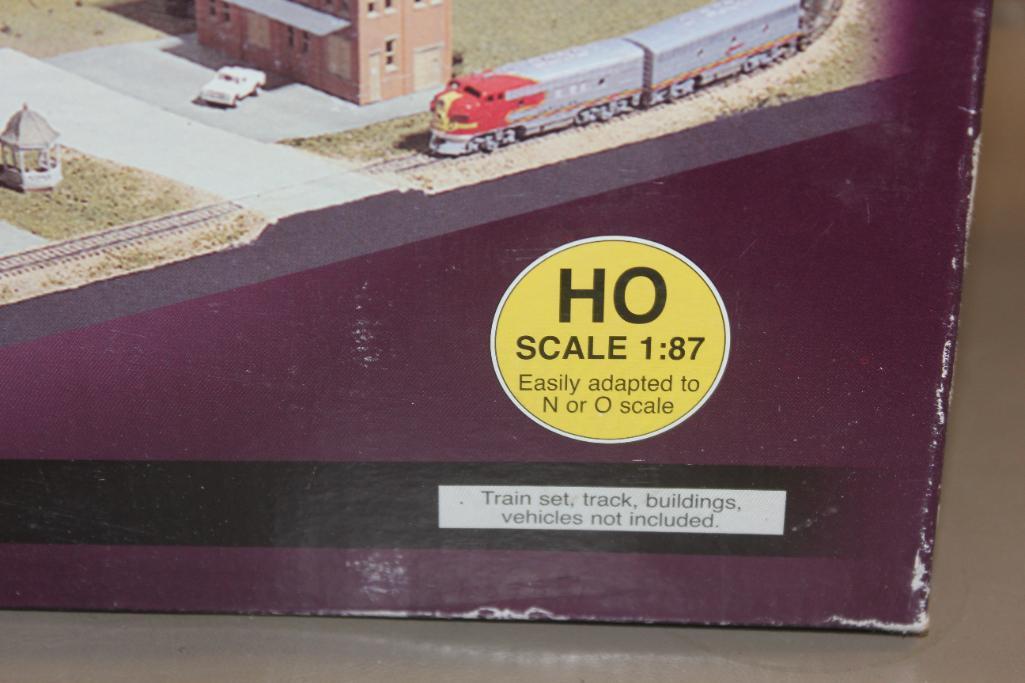 HO
SCALE 1:87
Easily adapted to
N or O scale
Train set, track, buildings,
vehicles not included.